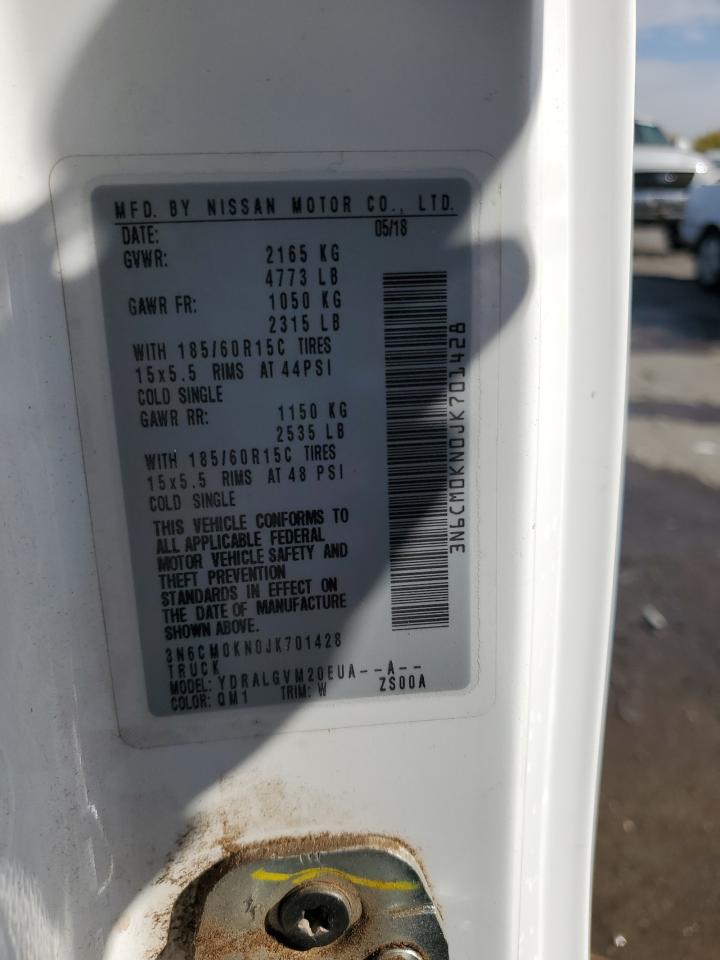 MFD. BY NISSAN MOTOR CO., LTD.
DATE: 05/18
GVWR: 2165 KG
4773 LB
GAWR FR: 1050 KG
2315 LB
WITH 185/60R15C TIRES
15x5.5 RIMS AT 44PSI
COLD SINGLE
GAWR RR: 1150 KG
2535 LB
WITH 185/60R15C TIRES
15x5.5 RIMS AT 48 PSI
COLD SINGLE
THIS VEHICLE CONFORMS TO
ALL APPLICABLE FEDERAL
MOTOR VEHICLE SAFETY AND
THEFT PREVENTION
STANDARDS IN EFFECT ON
THE DATE OF MANUFACTURE
SHOWN ABOVE.
3N6CM0KN0JK701428
TRUCK
MODEL: YDRALGVM20EUA--A--
COLOR: QM1 TRIM: W ZS00A
3N6CM0KN0JK701428